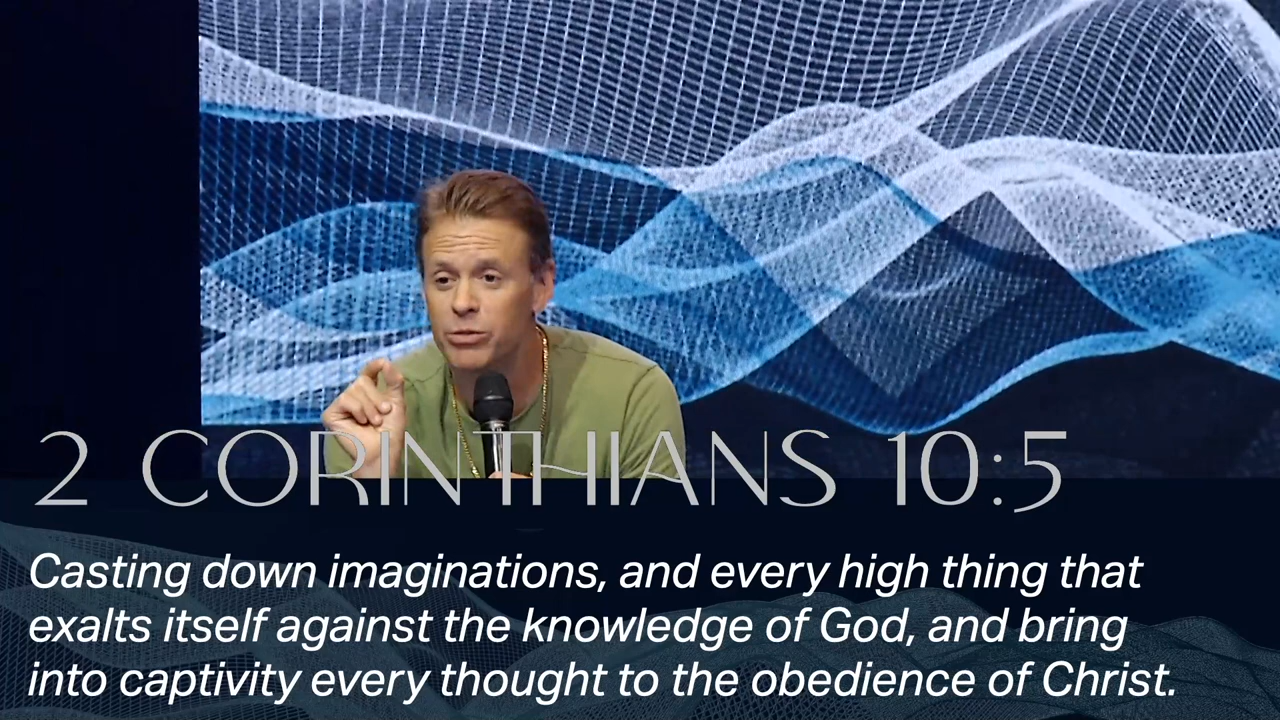 2 CORINTHIANS 10:5
Casting down imaginations, and every high thing that
exalts itself against the knowledge of God, and bring
into captivity every thought to the obedience of Christ.